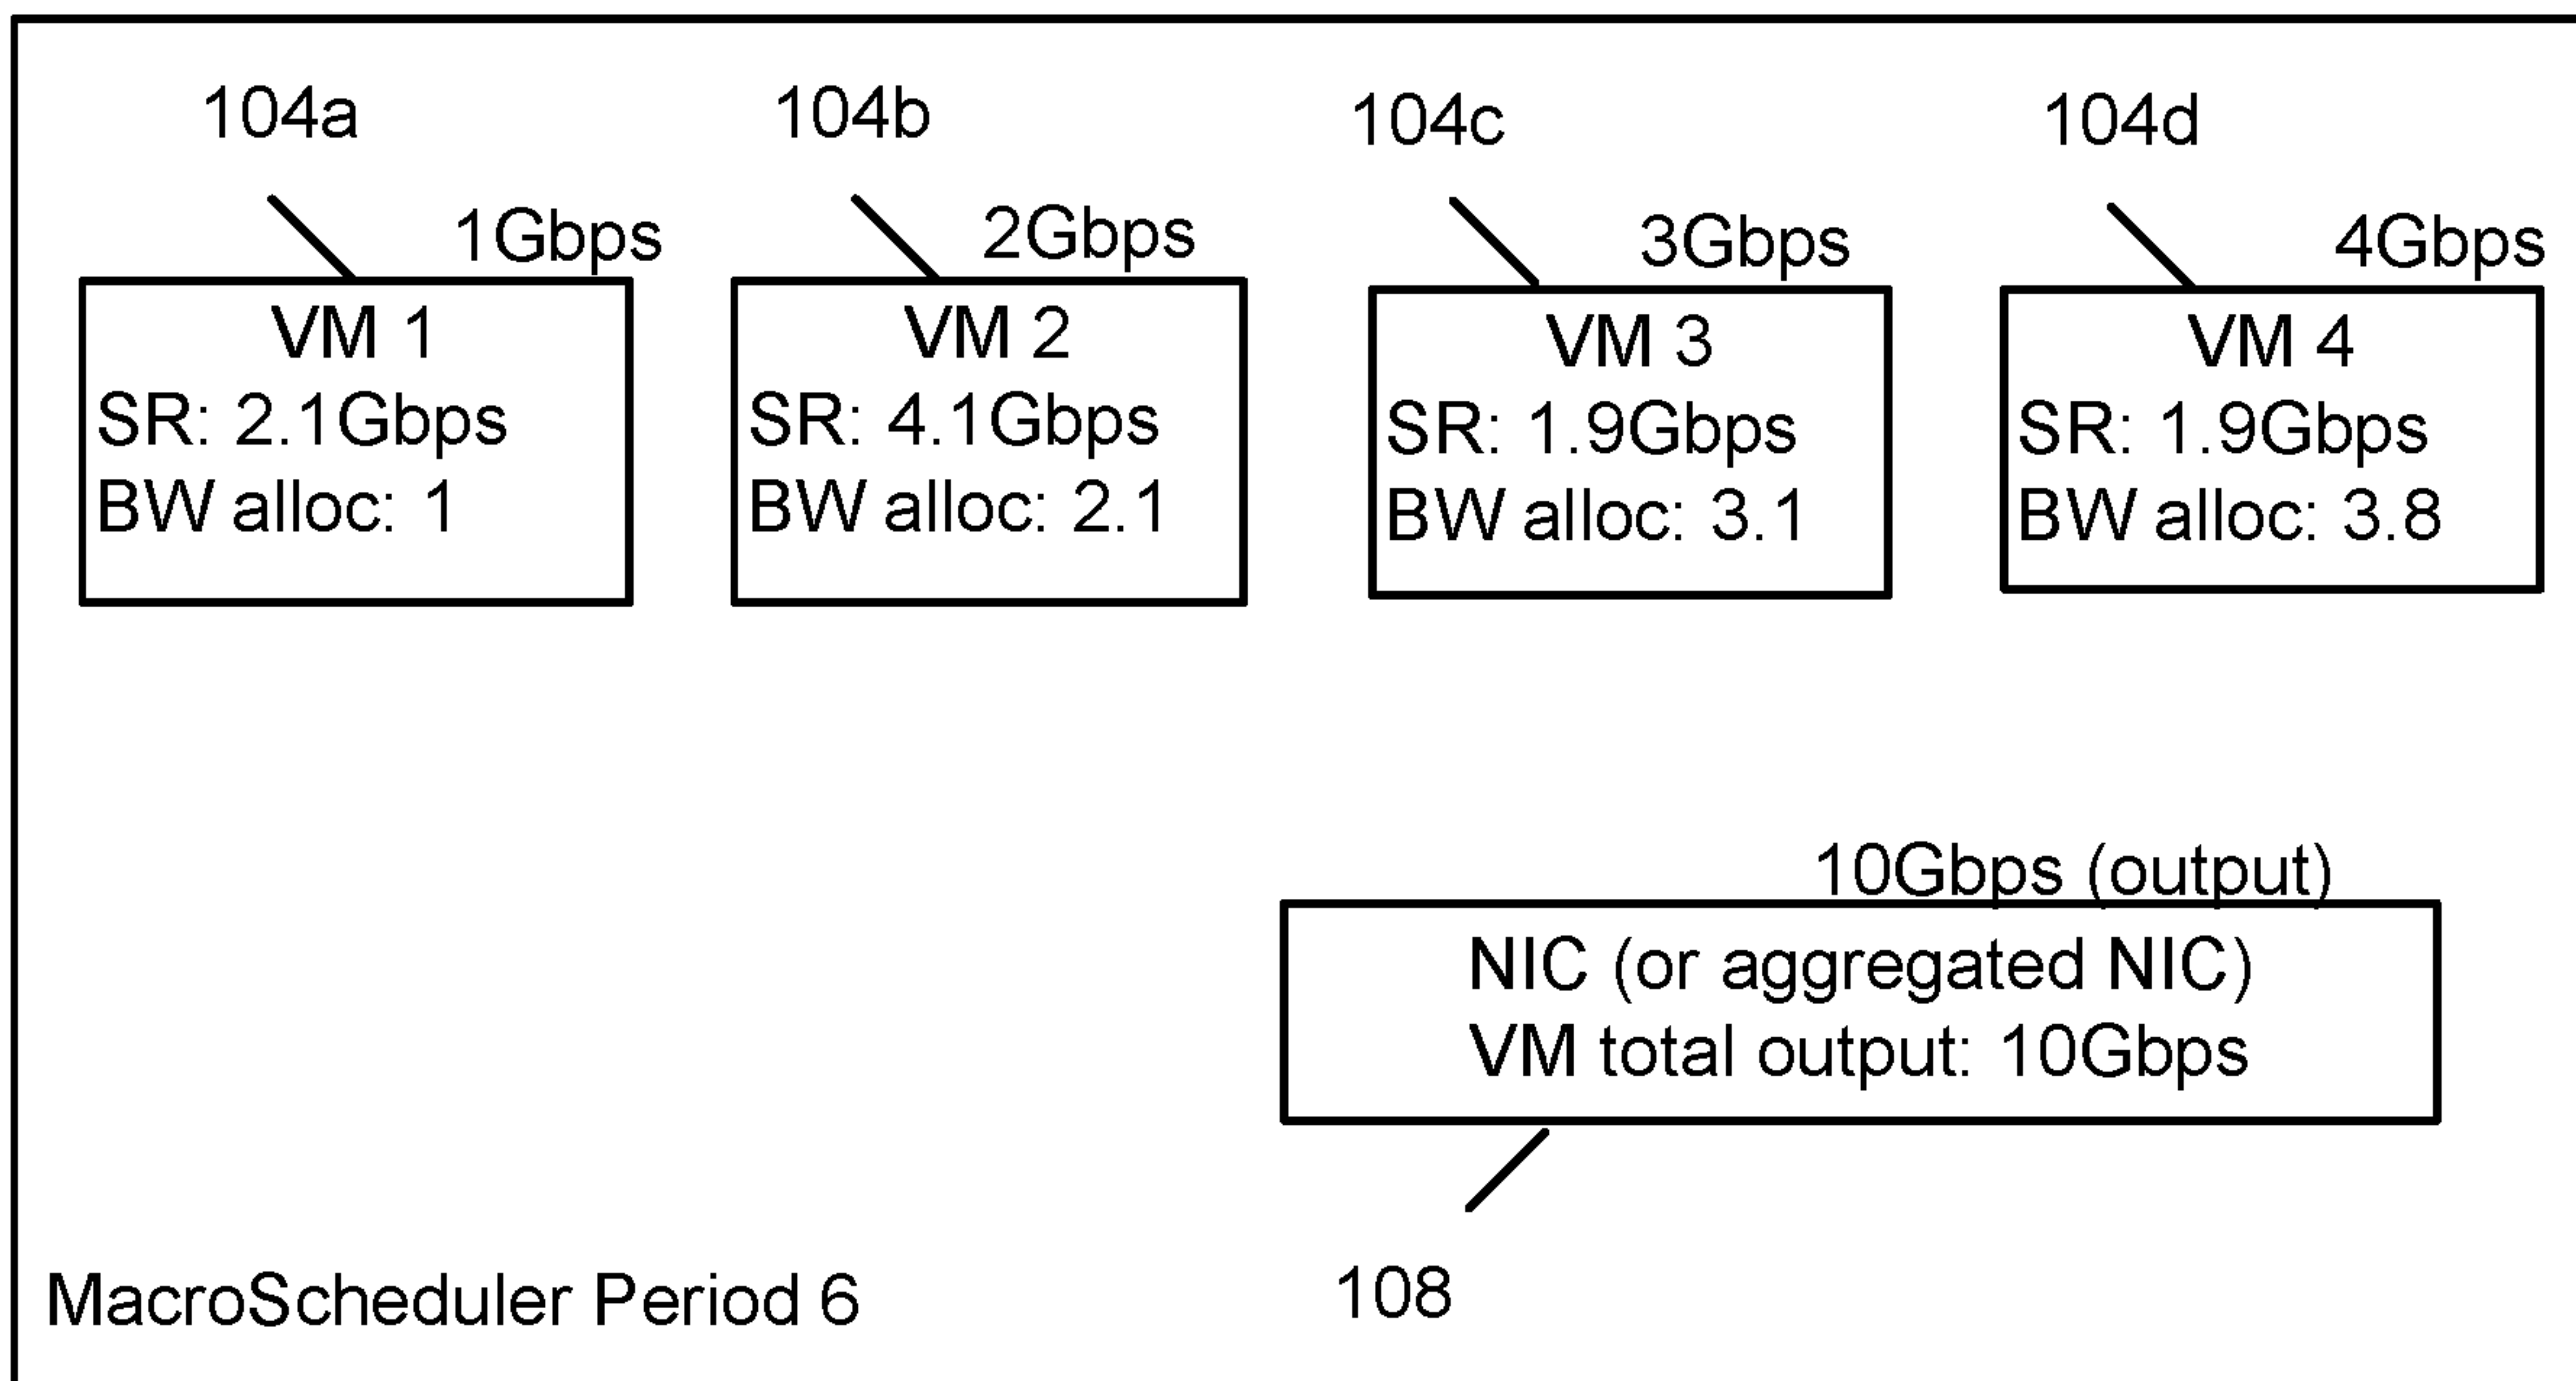 104a
104b
104c
104d
1Gbps
2Gbps
3Gbps
4Gbps
VM 1
SR: 2.1Gbps
BW alloc: 1
VM 2
SR: 4.1Gbps
BW alloc: 2.1
VM 3
SR: 1.9Gbps
BW alloc: 3.1
VM 4
SR: 1.9Gbps
BW alloc: 3.8
10Gbps (output)
NIC (or aggregated NIC)
VM total output: 10Gbps
108
MacroScheduler Period 6